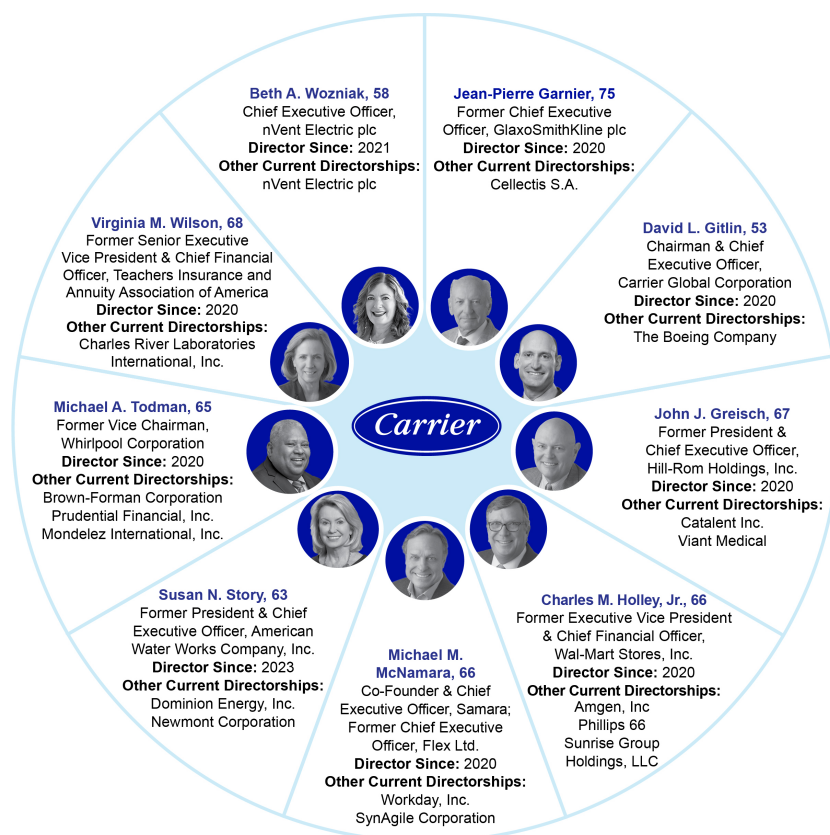 Beth A. Wozniak, 58
Chief Executive Officer,
nVent Electric plc
Director Since: 2021
Other Current Directorships:
nVent Electric plc
Jean-Pierre Garnier, 75
Former Chief Executive
Officer, GlaxoSmithKline plc
Director Since: 2020
Other Current Directorships:
Cellectis S.A.
David L. Gitlin, 53
Chairman & Chief
Executive Officer,
Carrier Global Corporation
Director Since: 2020
Other Current Directorships:
The Boeing Company
John J. Greisch, 67
Former President &
Chief Executive Officer,
Hill-Rom Holdings, Inc.
Director Since: 2020
Other Current Directorships:
Catalent Inc.
Viant Medical
Charles M. Holley, Jr., 66
Former Executive Vice President
& Chief Financial Officer,
Wal-Mart Stores, Inc.
Director Since: 2020
Other Current Directorships:
Amgen, Inc
Phillips 66
Sunrise Group
Holdings, LLC
Michael M.
McNamara, 66
Co-Founder & Chief
Executive Officer, Samara;
Former Chief Executive
Officer, Flex Ltd.
Director Since: 2020
Other Current Directorships:
Workday, Inc.
SynAgile Corporation
Susan N. Story, 63
Former President & Chief
Executive Officer, American
Water Works Company, Inc.
Director Since: 2023
Other Current Directorships:
Dominion Energy, Inc.
Newmont Corporation
Michael A. Todman, 65
Former Vice Chairman,
Whirlpool Corporation
Director Since: 2020
Other Current Directorships:
Brown-Forman Corporation
Prudential Financial, Inc.
Mondelez International, Inc.
Virginia M. Wilson, 68
Former Senior Executive
Vice President & Chief Financial
Officer, Teachers Insurance and
Annuity Association of America
Director Since: 2020
Other Current Directorships:
Charles River Laboratories
International, Inc.
Carrier